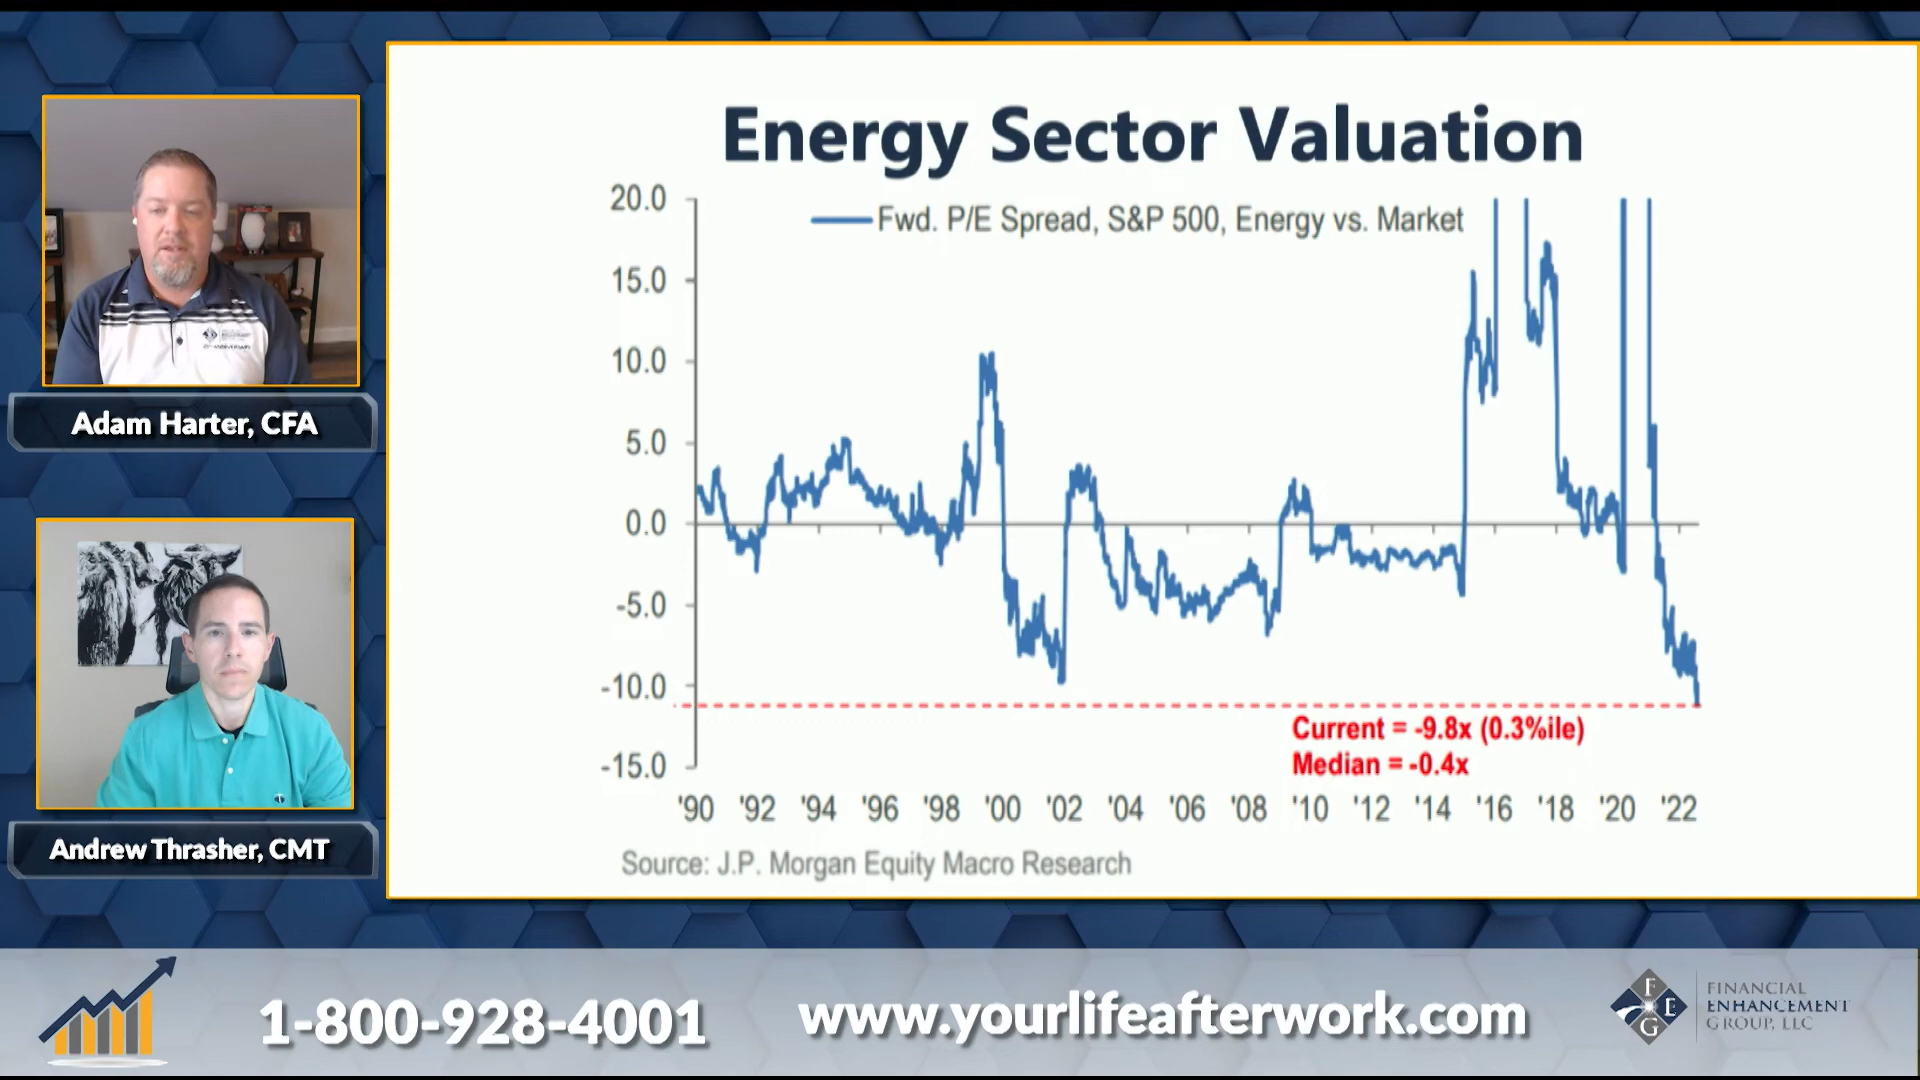 Adam Harter, CFA
Andrew Thrasher, CMT
Energy Sector Valuation
Fwd. P/E Spread, S&P 500, Energy vs. Market
20.0
15.0
10.0
5.0
0.0
-5.0
-10.0
-15.0
Current = -9.8x (0.3%ile)
Median = -0.4x
'90 '92 '94 '96 '98 '00 '02 '04 '06 '08 '10 '12 '14 '16 '18 '20 '22
Source: J.P. Morgan Equity Macro Research
1-800-928-4001
www.yourlifeafterwork.com
F
E
G
FINANCIAL
ENHANCEMENT
GROUP, LLC